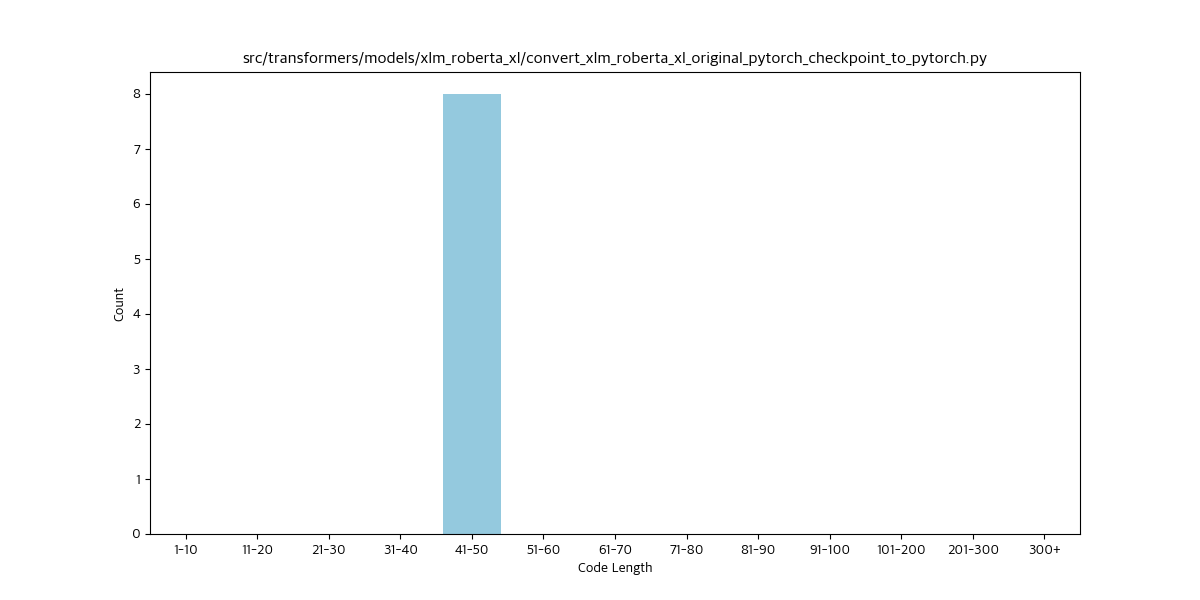 src/transformers/models/xlm_roberta_xl/convert_xlm_roberta_xl_original_pytorch_checkpoint_to_pytorch.py
8
7
6
5
4
3
2
1
0
Count
1-10 11-20 21-30 31-40 41-50 51-60 61-70 71-80 81-90 91-100 101-200 201-300 300+
Code Length